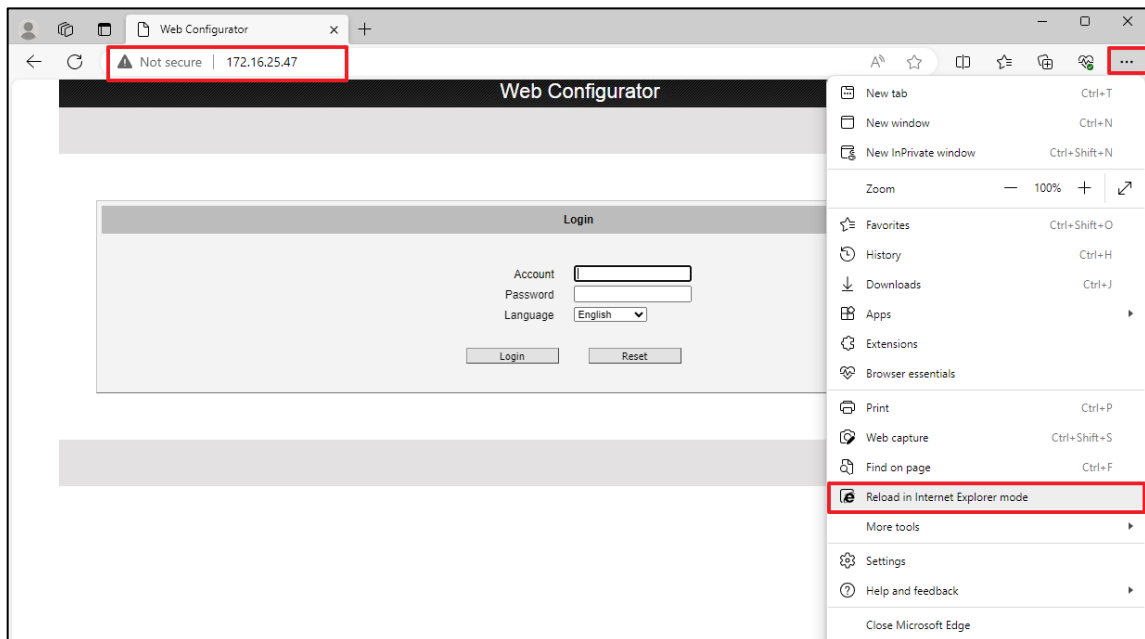 Web Configurator
Not secure | 172.16.25.47
Web Configurator
Login
Account
Password
Language English
Login Reset
New tab Ctrl+T
New window Ctrl+N
New InPrivate window Ctrl+Shift+N
Zoom — 100% +
Favorites Ctrl+Shift+O
History Ctrl+H
Downloads Ctrl+J
Apps
Extensions
Browser essentials
Print Ctrl+P
Web capture Ctrl+Shift+S
Find on page Ctrl+F
Reload in Internet Explorer mode
More tools
Settings
Help and feedback
Close Microsoft Edge